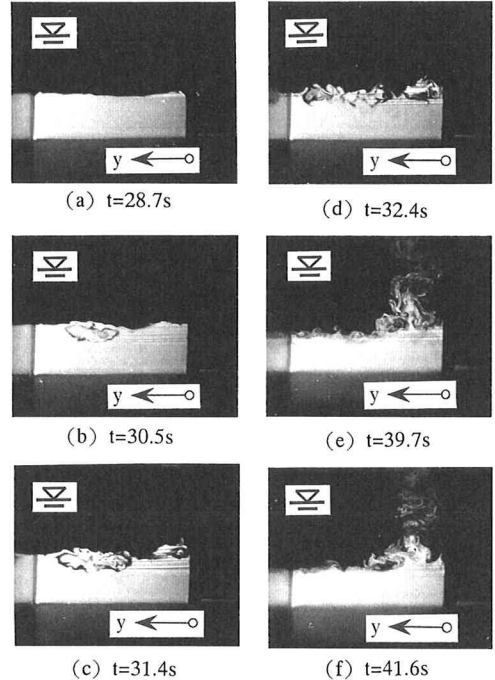 y
(a) t=28.7s
y
(b) t=30.5s
y
(c) t=31.4s
y
(d) t=32.4s
y
(e) t=39.7s
y
(f) t=41.6s